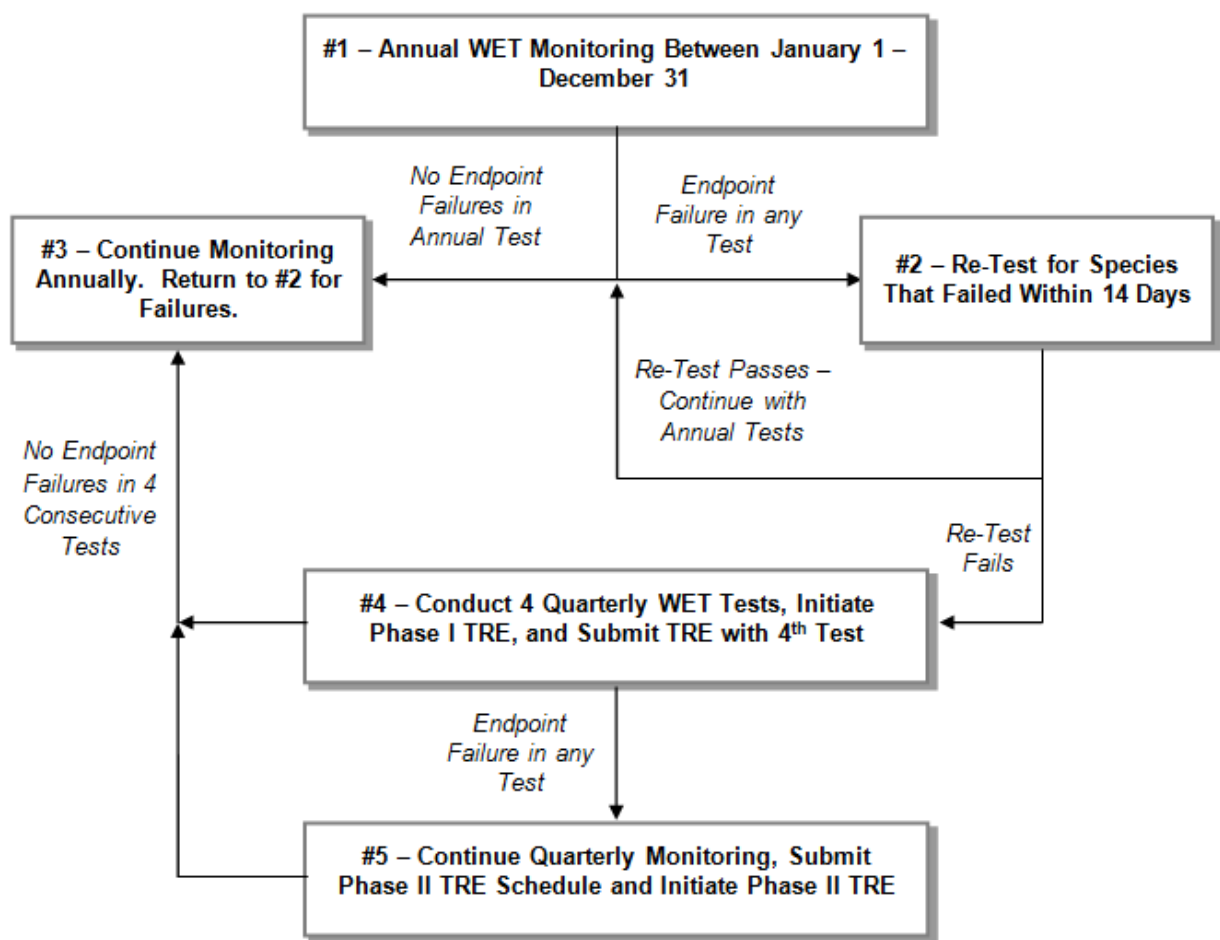 #1 – Annual WET Monitoring Between January 1 –
December 31
No Endpoint
Failures in
Annual Test
Endpoint
Failure in any
Test
#3 – Continue Monitoring
Annually. Return to #2 for
Failures.
#2 – Re-Test for Species
That Failed Within 14 Days
Re-Test Passes –
Continue with
Annual Tests
No Endpoint
Failures in 4
Consecutive
Tests
Re-Test
Fails
#4 – Conduct 4 Quarterly WET Tests, Initiate
Phase I TRE, and Submit TRE with 4th Test
Endpoint
Failure in any
Test
#5 – Continue Quarterly Monitoring, Submit
Phase II TRE Schedule and Initiate Phase II TRE